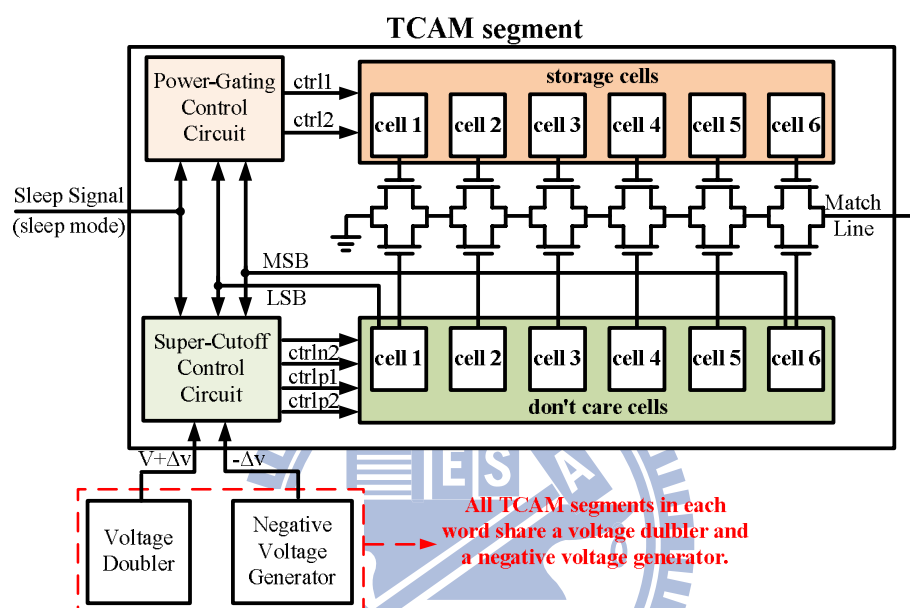 TCAM segment
Power-Gating
Control
Circuit
ctrl1
ctrl2
storage cells
cell 1
cell 2
cell 3
cell 4
cell 5
cell 6
Sleep Signal
(sleep mode)
Match
Line
MSB
LSB
Super-Cutoff
Control
Circuit
ctrln2
ctrlp1
ctrlp2
cell 1
cell 2
cell 3
cell 4
cell 5
cell 6
don't care cells
V+Δv
-Δv
Voltage
Doubler
Negative
Voltage
Generator
All TCAM segments in each
word share a voltage dulbler and
a negative voltage generator.
E S A